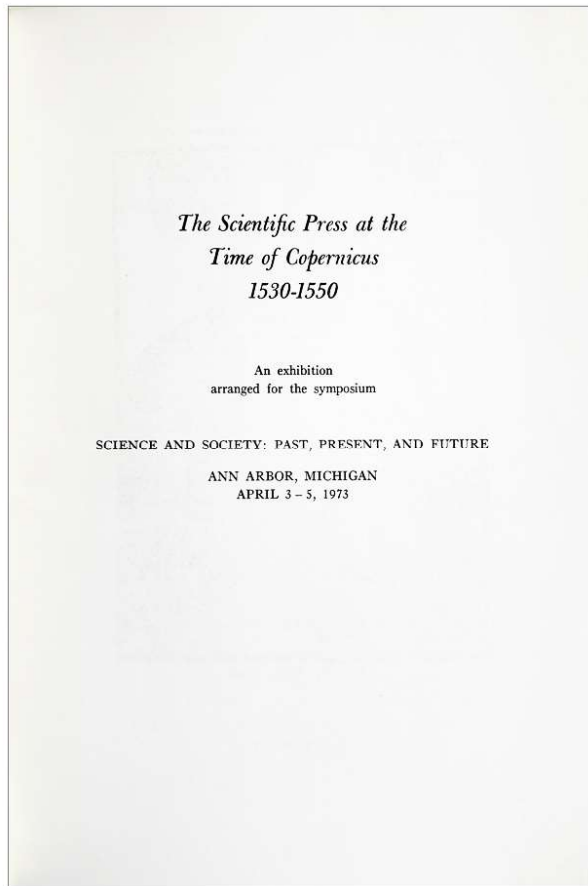 The Scientific Press at the
Time of Copernicus
1530-1550
An exhibition
arranged for the symposium
SCIENCE AND SOCIETY: PAST, PRESENT, AND FUTURE
ANN ARBOR, MICHIGAN
APRIL 3 – 5, 1973